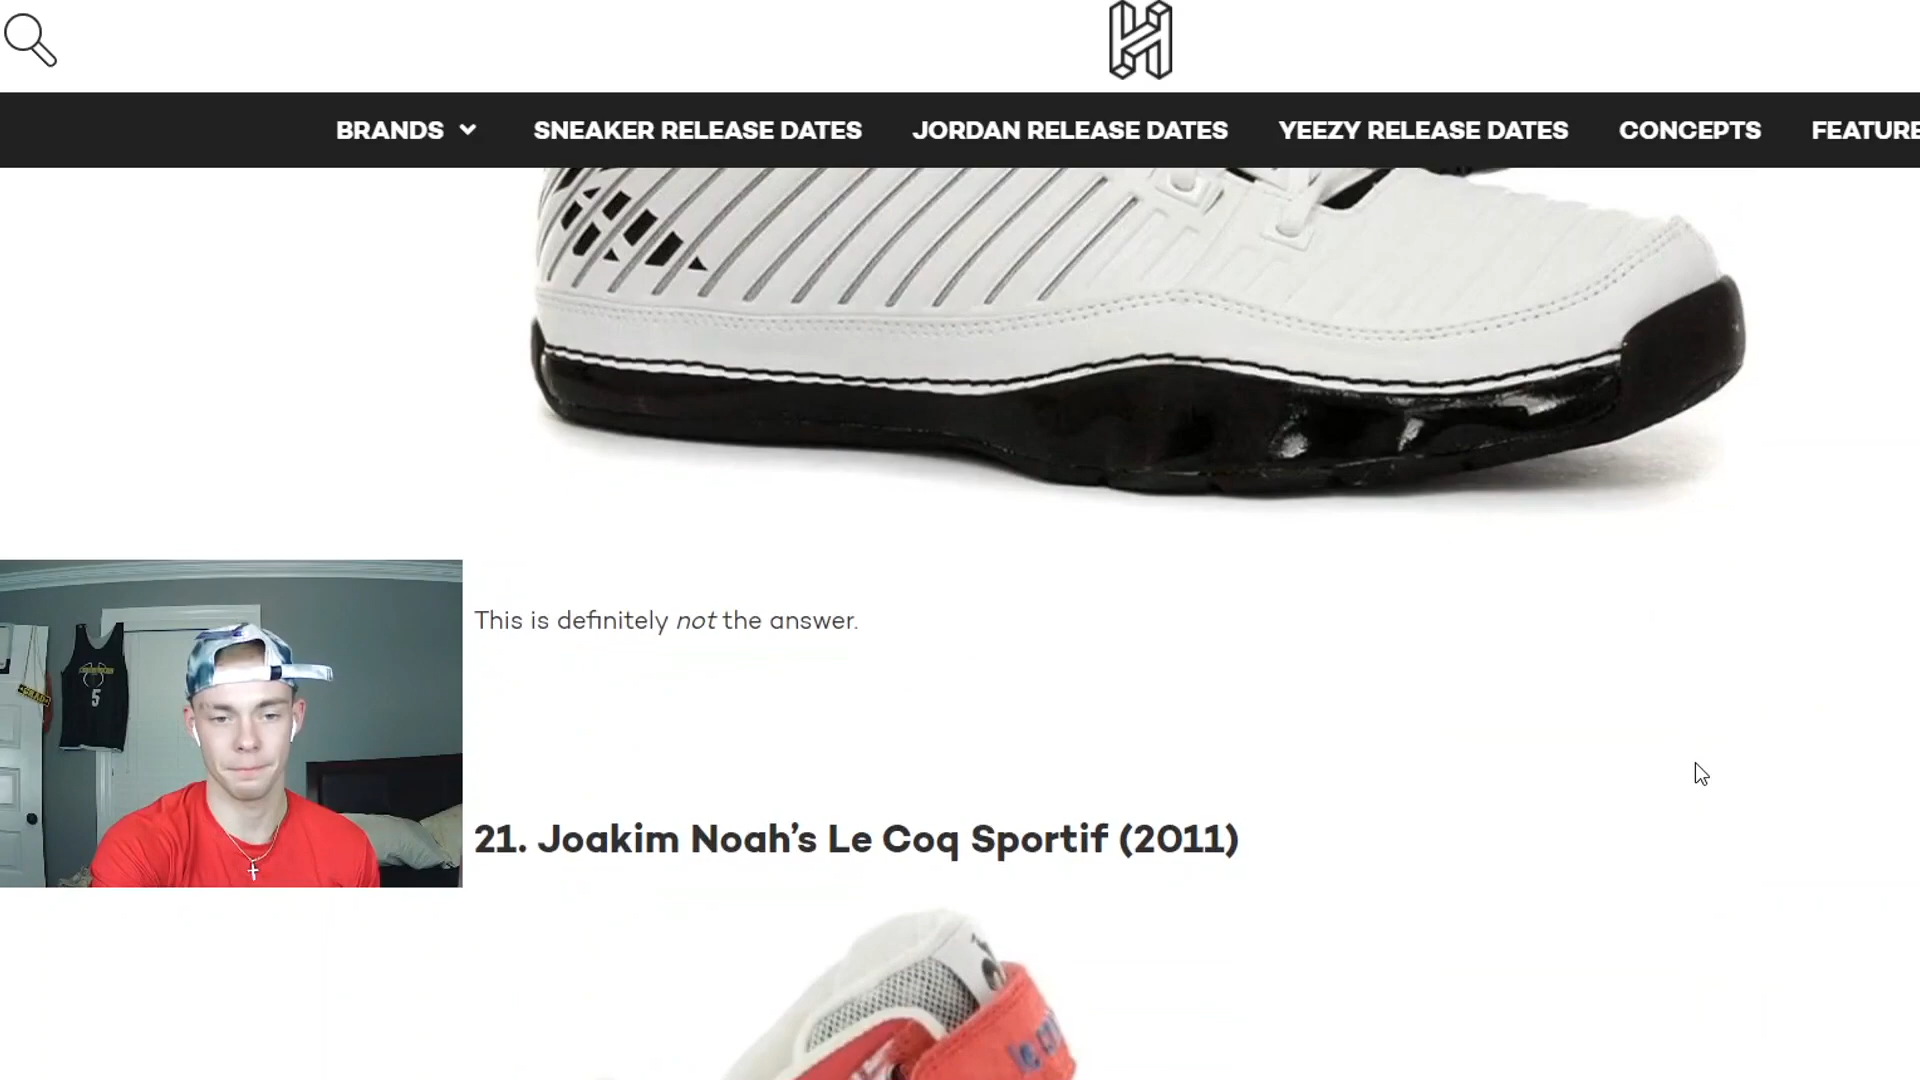 BRANDS SNEAKER RELEASE DATES JORDAN RELEASE DATES YEEZY RELEASE DATES CONCEPTS FEATURE
This is definitely not the answer.
5
21. Joakim Noah's Le Coq Sportif (2011)